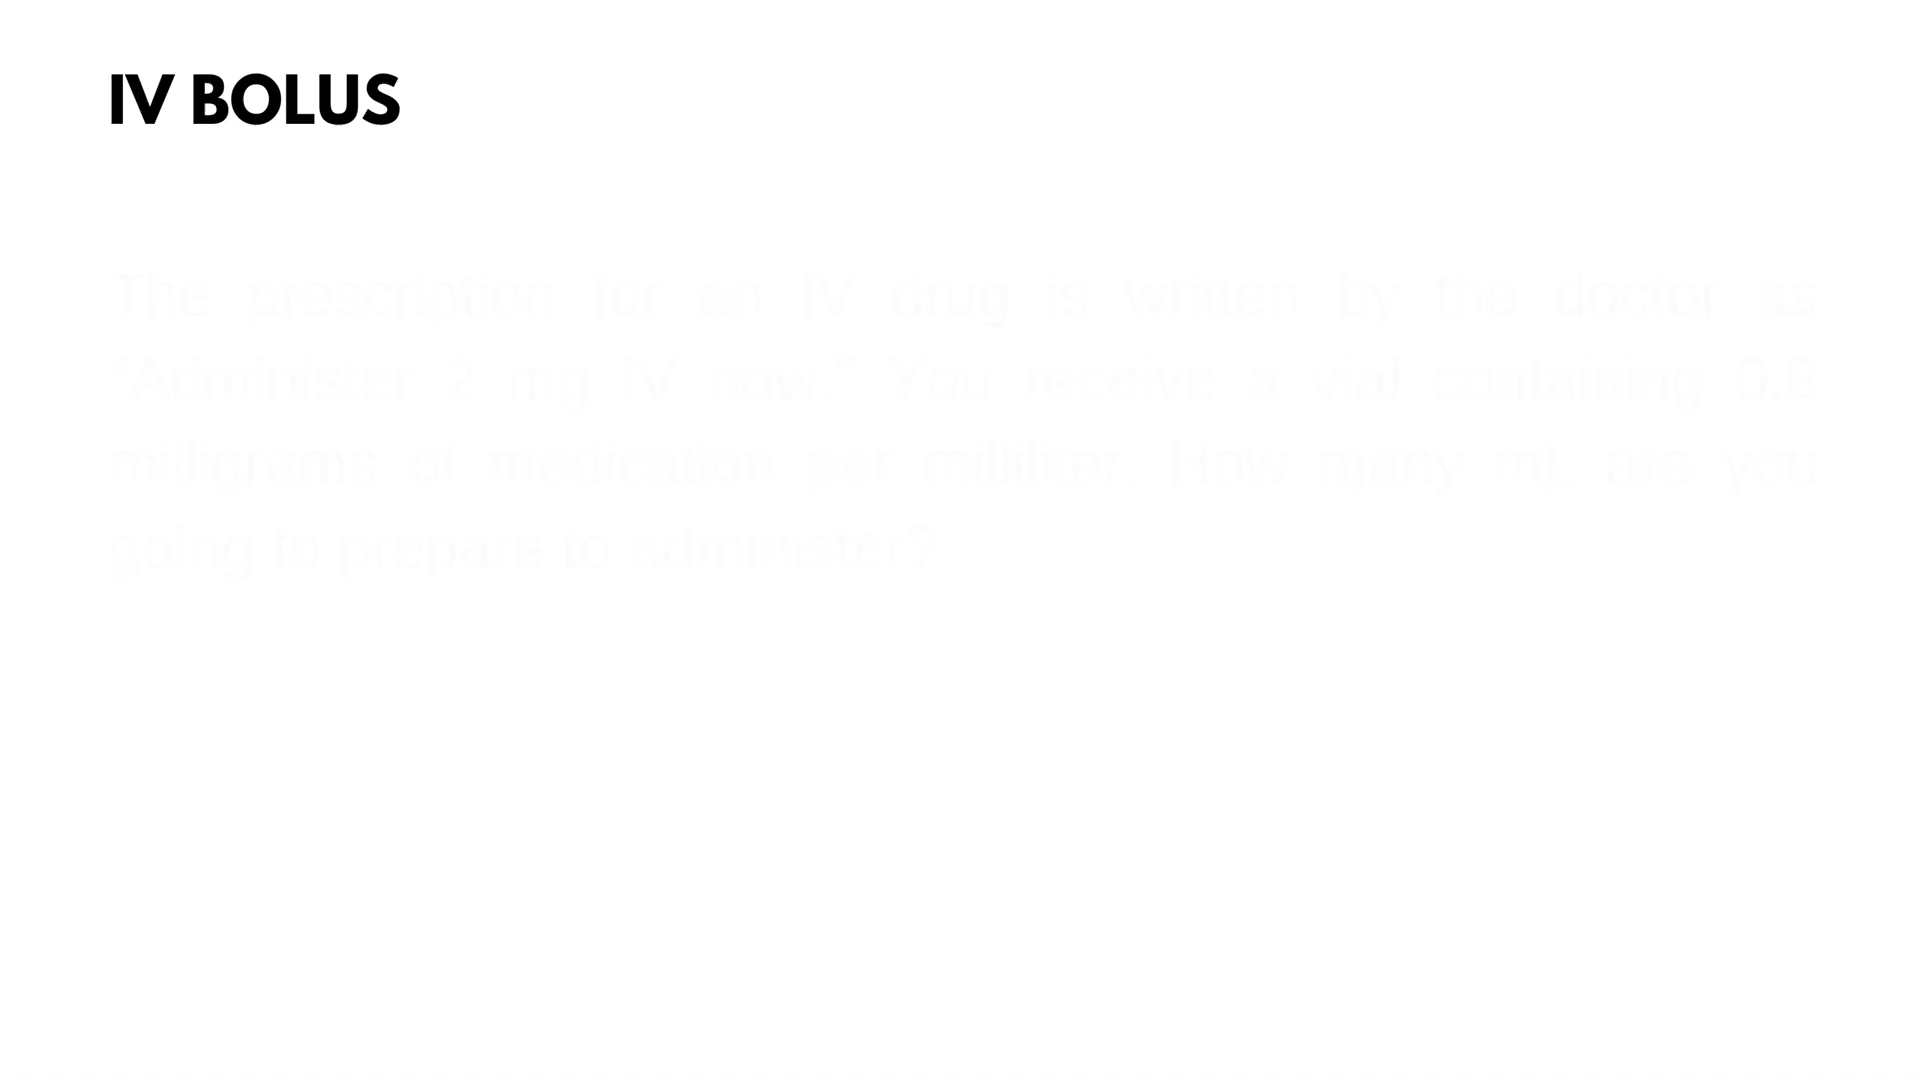 IV BOLUS
The prescription for an IV drug is written by the doctor as
"Administer 2 mg IV now." You receive a vial containing 0.8
milligrams of medication per milliliter. How many mL are you
going to prepare to administer?